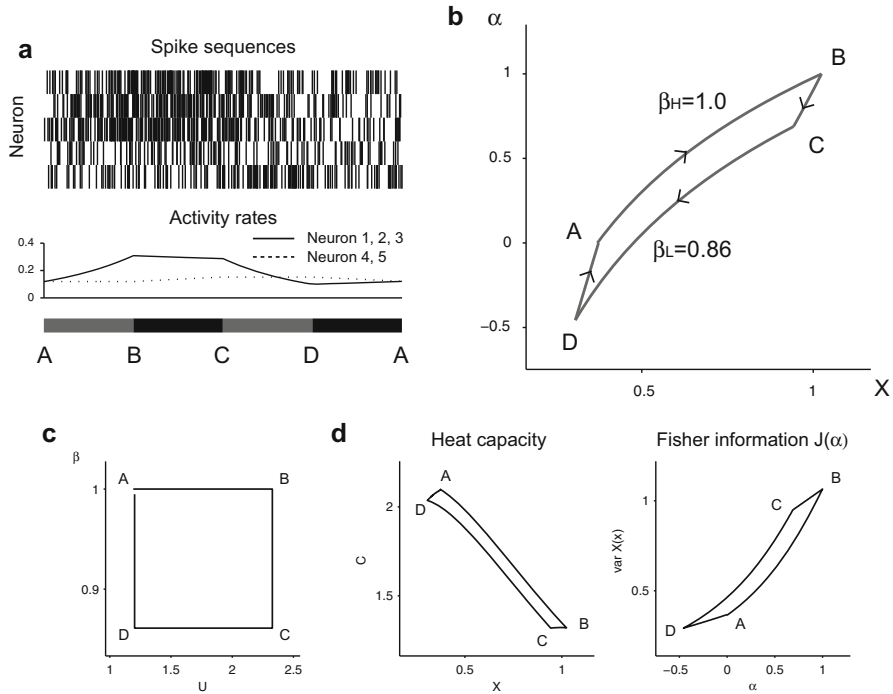 a
Spike sequences
Neuron
Activity rates
Neuron 1, 2, 3
Neuron 4, 5
0.4
0.2
0
A B C D A
b
α
1
0.5
0
−0.5
0.5 1
X
A
B
C
D
βH=1.0
βL=0.86
c
β
1
0.9
A B
D C
1 1.5 2 2.5
U
d
Heat capacity
C
2
1.5
A
D
B
C
0.5 1
X
Fisher information J(α)
var X(x)
1
0.5
B
C
A
D
−0.5 0 0.5 1
α